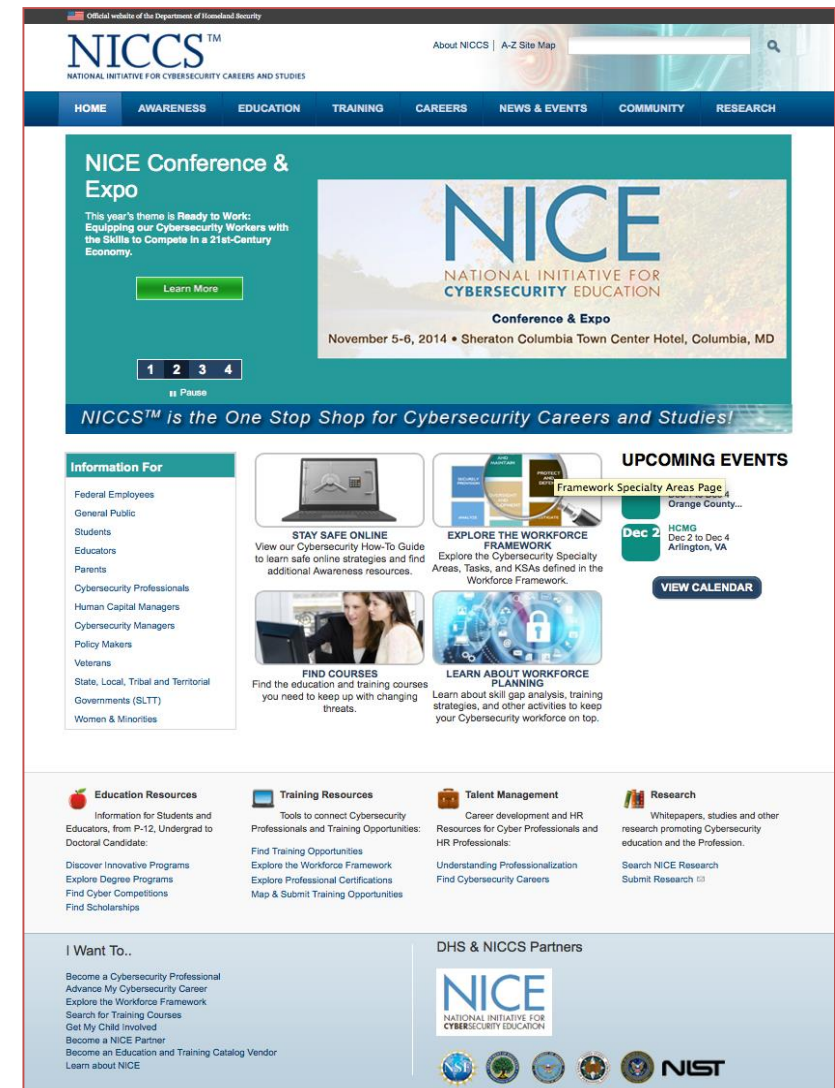 Official website of the Department of Homeland Security
NICCS™
NATIONAL INITIATIVE FOR CYBERSECURITY CAREERS AND STUDIES
About NICCS | A-Z Site Map
HOME AWARENESS EDUCATION TRAINING CAREERS NEWS & EVENTS COMMUNITY RESEARCH
NICE Conference &
Expo
This year's theme is Ready to Work:
Equipping our Cybersecurity Workers with
the Skills to Compete in a 21st-Century
Economy.
Learn More
1 2 3 4
Pause
NICE
NATIONAL INITIATIVE FOR
CYBERSECURITY EDUCATION
Conference & Expo
November 5-6, 2014 • Sheraton Columbia Town Center Hotel, Columbia, MD
NICCS™ is the One Stop Shop for Cybersecurity Careers and Studies!
Information For
Federal Employees
General Public
Students
Educators
Parents
Cybersecurity Professionals
Human Capital Managers
Cybersecurity Managers
Policy Makers
Veterans
State, Local, Tribal and Territorial
Governments (SLTT)
Women & Minorities
STAY SAFE ONLINE
View our Cybersecurity How-To Guide
to learn safe online strategies and find
additional Awareness resources.
AND
MAINTAIN
SECURELY
PROVISION
PROTECT
AND
DEFEND
ANALYZE
EXPLORE THE WORKFORCE
FRAMEWORK
Explore the Cybersecurity Specialty
Areas, Tasks, and KSAs defined in the
Workforce Framework.
FIND COURSES
Find the education and training courses
you need to keep up with changing
threats.
LEARN ABOUT WORKFORCE
PLANNING
Learn about skill gap analysis, training
strategies, and other activities to keep
your Cybersecurity workforce on top.
UPCOMING EVENTS
Framework Specialty Areas Page
Orange County...
Dec 2
HCMG
Dec 2 to Dec 4
Arlington, VA
VIEW CALENDAR
Education Resources
Information for Students and
Educators, from P-12, Undergrad to
Doctoral Candidate:
Discover Innovative Programs
Explore Degree Programs
Find Cyber Competitions
Find Scholarships
Training Resources
Tools to connect Cybersecurity
Professionals and Training Opportunities:
Find Training Opportunities
Explore the Workforce Framework
Explore Professional Certifications
Map & Submit Training Opportunities
Talent Management
Career development and HR
Resources for Cyber Professionals and
HR Professionals:
Understanding Professionalization
Find Cybersecurity Careers
Research
Whitepapers, studies and other
research promoting Cybersecurity
education and the Profession.
Search NICE Research
Submit Research
I Want To..
Become a Cybersecurity Professional
Advance My Cybersecurity Career
Explore the Workforce Framework
Search for Training Courses
Get My Child Involved
Become a NICE Partner
Become an Education and Training Catalog Vendor
Learn about NICE
DHS & NICCS Partners
NICE
NATIONAL INITIATIVE FOR
CYBERSECURITY EDUCATION
NSF
NIST